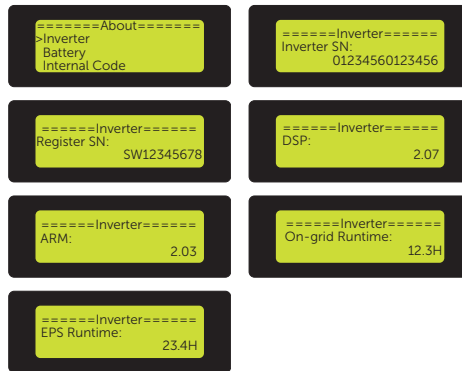 =======About=======
>Inverter
Battery
Internal Code
======Inverter======
Inverter SN:
01234560123456
======Inverter======
Register SN:
SW12345678
======Inverter======
DSP:
2.07
======Inverter======
ARM:
2.03
======Inverter======
On-grid Runtime:
12.3H
======Inverter======
EPS Runtime:
23.4H